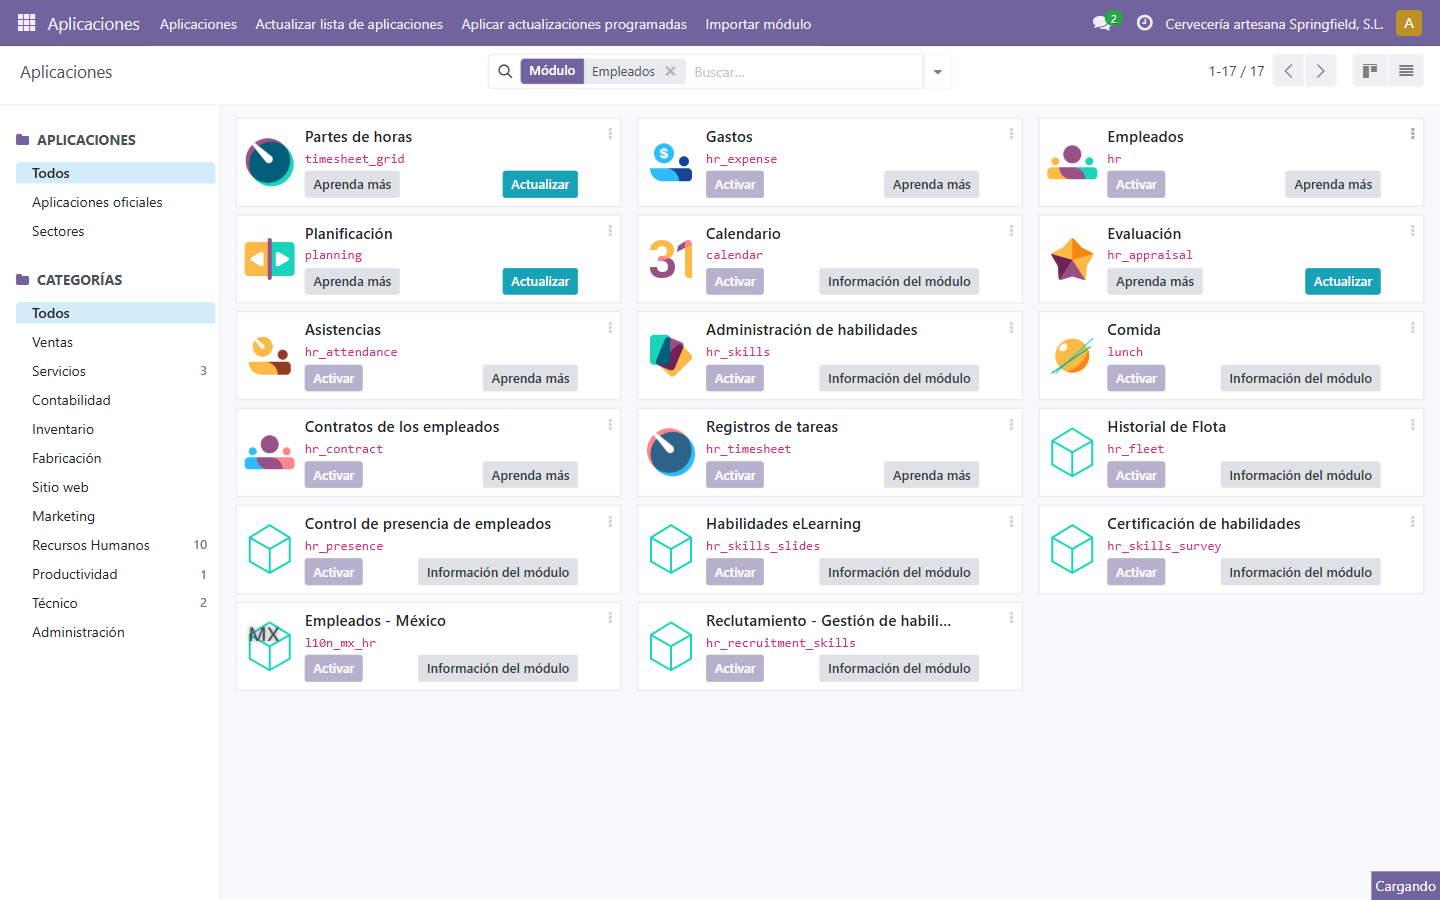 Aplicaciones Aplicaciones Actualizar lista de aplicaciones Aplicar actualizaciones programadas Importar módulo 2 Cervecería artesana Springfield, S.L. A
Aplicaciones Módulo Empleados Buscar... 1-17 / 17
APLICACIONES
Todos
Aplicaciones oficiales
Sectores
CATEGORÍAS
Todos
Ventas
Servicios 3
Contabilidad
Inventario
Fabricación
Sitio web
Marketing
Recursos Humanos 10
Productividad 1
Técnico 2
Administración
Partes de horas
timesheet_grid
Aprenda más Actualizar
Gastos
hr_expense
Activar Aprenda más
Empleados
hr
Activar Aprenda más
Planificación
planning
Aprenda más Actualizar
31
Calendario
calendar
Activar Información del módulo
Evaluación
hr_appraisal
Aprenda más Actualizar
Asistencias
hr_attendance
Activar Aprenda más
Administración de habilidades
hr_skills
Activar Información del módulo
Comida
lunch
Activar Información del módulo
Contratos de los empleados
hr_contract
Activar Aprenda más
Registros de tareas
hr_timesheet
Activar Aprenda más
Historial de Flota
hr_fleet
Activar Información del módulo
Control de presencia de empleados
hr_presence
Activar Información del módulo
Habilidades eLearning
hr_skills_slides
Activar Información del módulo
Certificación de habilidades
hr_skills_survey
Activar Información del módulo
MX
Empleados - México
l10n_mx_hr
Activar Información del módulo
Reclutamiento - Gestión de habili...
hr_recruitment_skills
Activar Información del módulo
Cargando